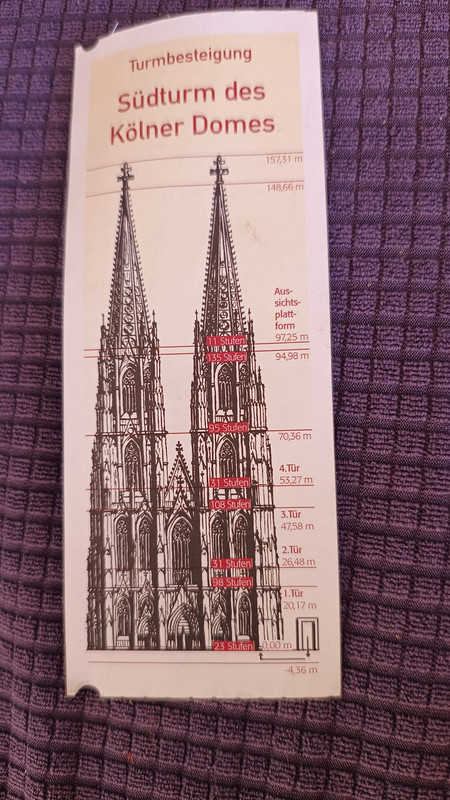 Turmbesteigung
Südturm des
Kölner Domes
157,31 m
148,66 m
Aus-
sichts-
platt-
form
97,25 m
11 Stufen
135 Stufen
94,98 m
95 Stufen
70,36 m
4.Tür
31 Stufen
53,27 m
108 Stufen
3.Tür
47,58 m
2.Tür
31 Stufen
26,48 m
98 Stufen
1.Tür
20,17 m
23 Stufen
0,00 m
-4,36 m